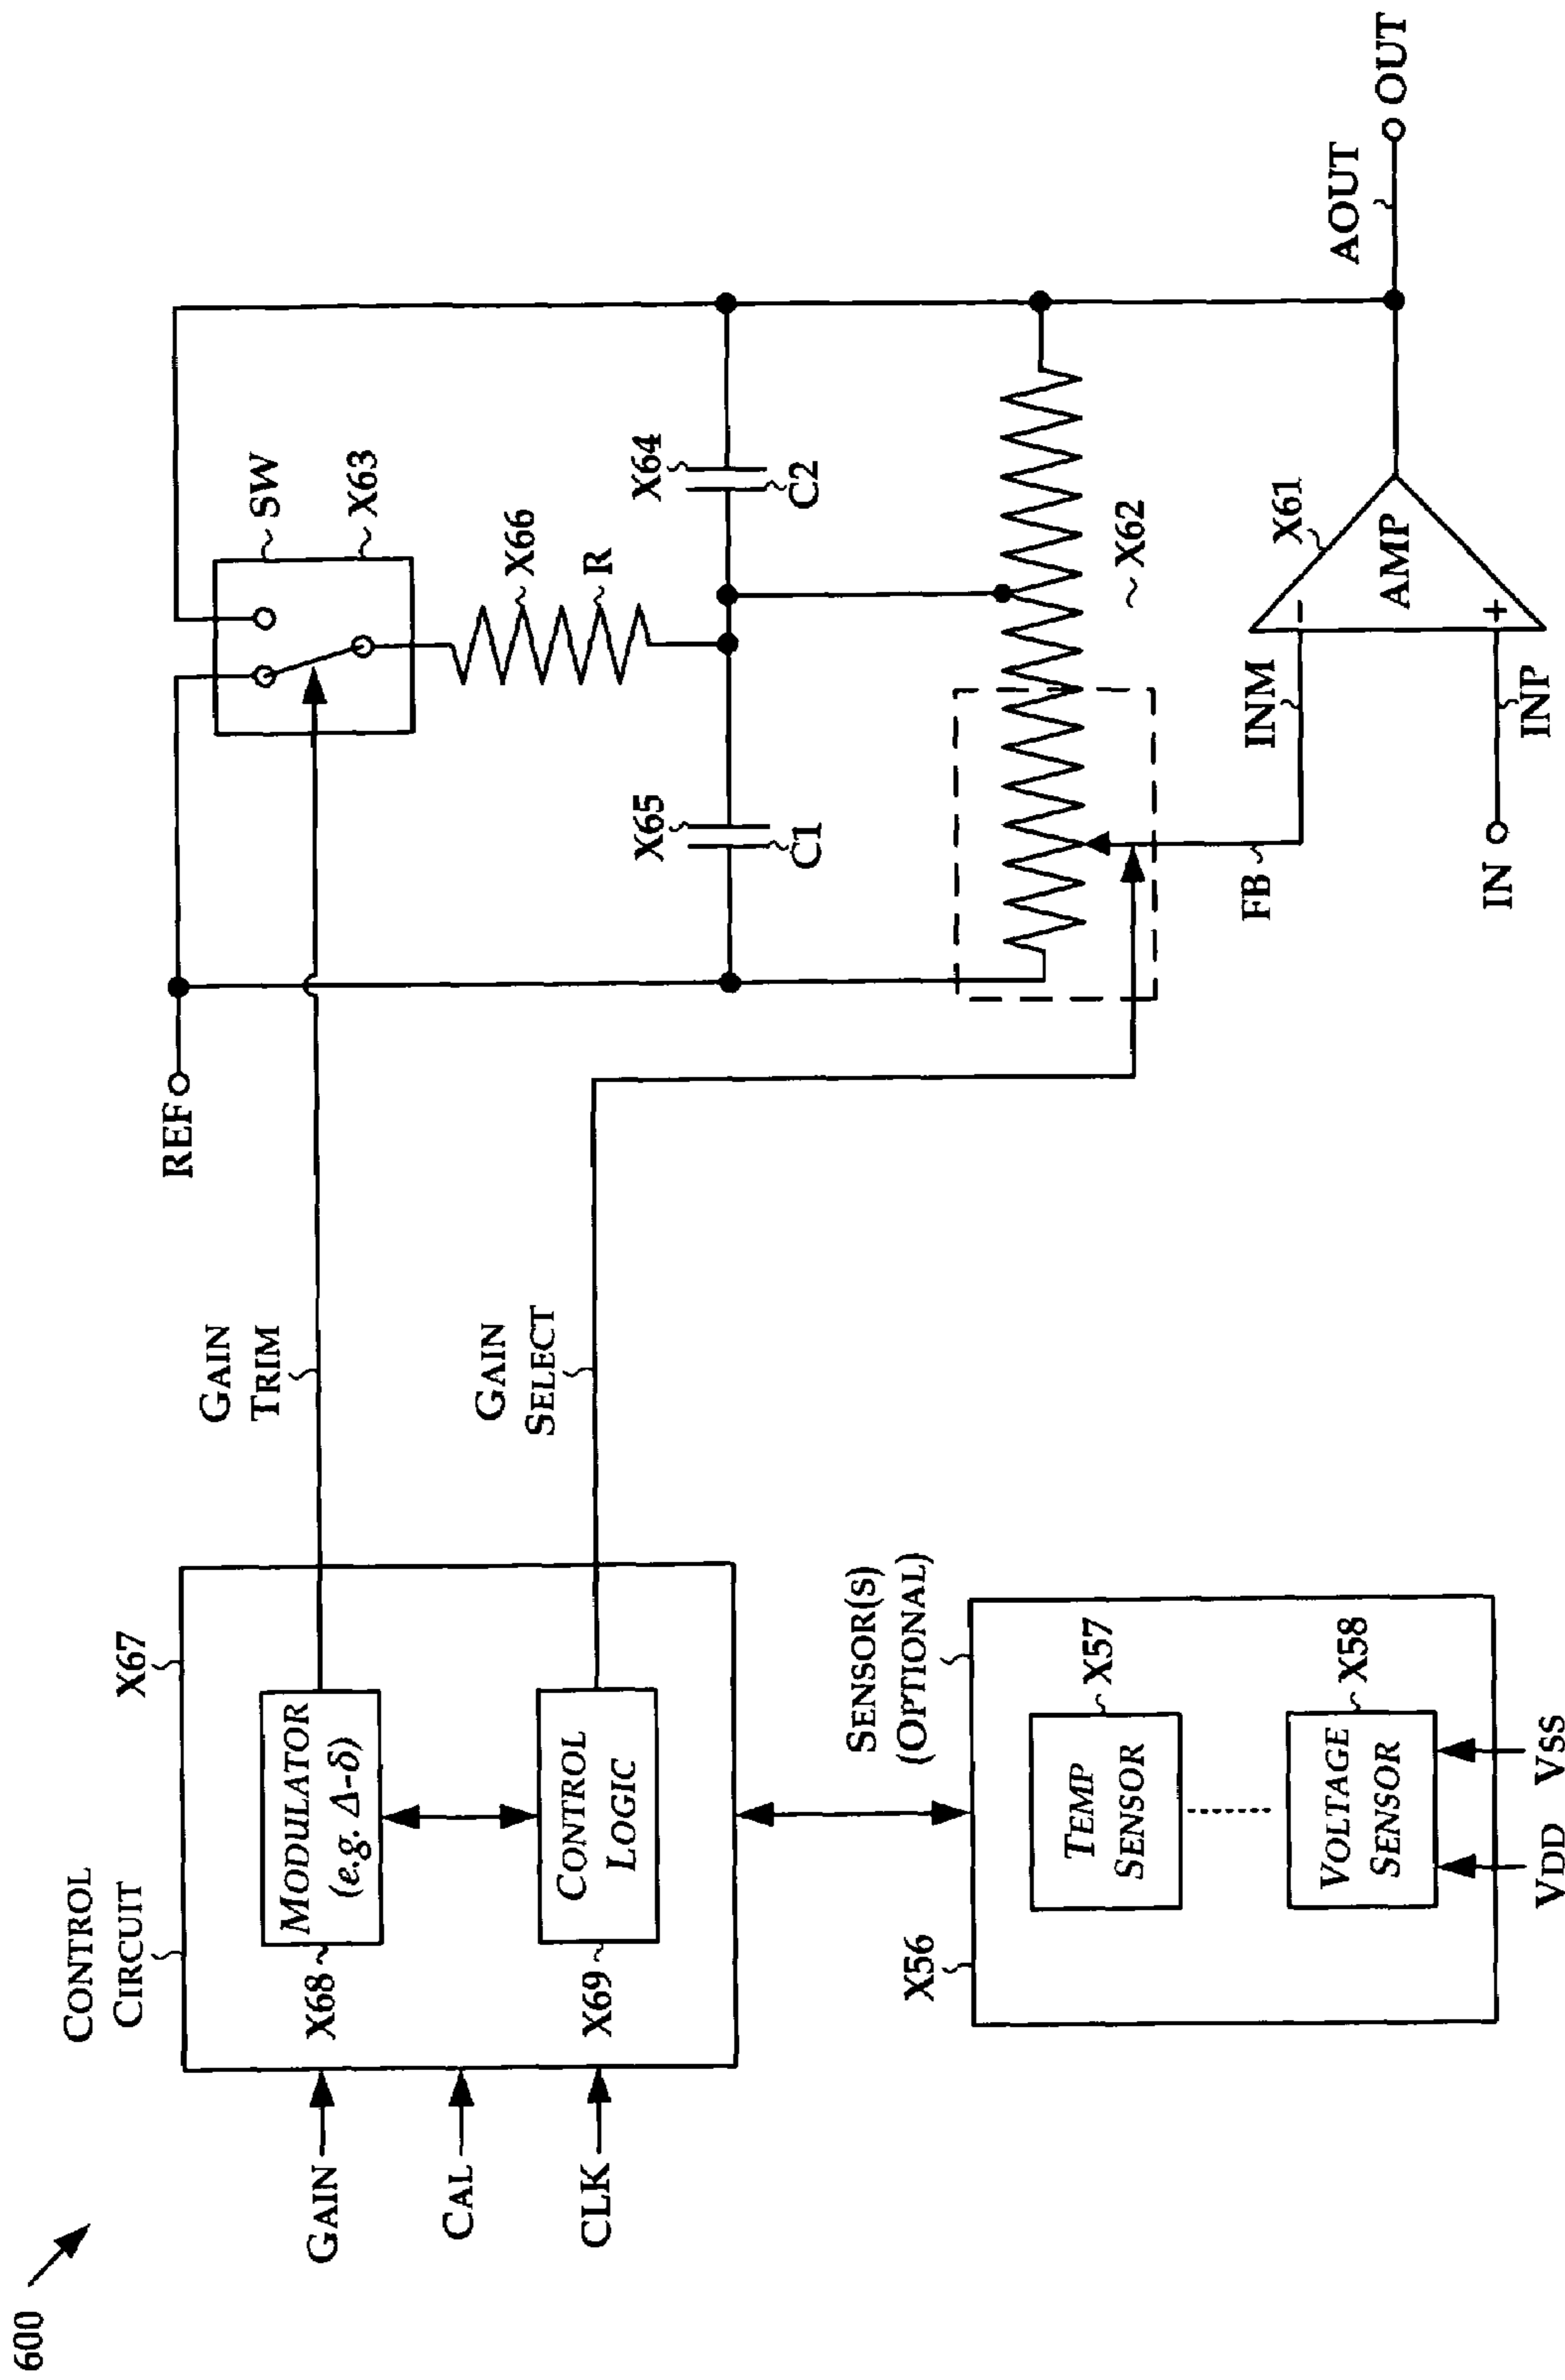 600
CONTROL
CIRCUIT
X67
GAIN
CAL
CLK
MODULATOR
(e.g. Δ-δ)
X68
CONTROL
LOGIC
X69
GAIN
TRIM
GAIN
SELECT
REF
SW
X63
X66
R
X65
C1
X64
C2
X62
FB
INM
INP
IN
X61
AMP
−
+
AOUT
OUT
SENSOR(S)
(OPTIONAL)
X56
TEMP
SENSOR
X57
VOLTAGE
SENSOR
X58
VDD
VSS